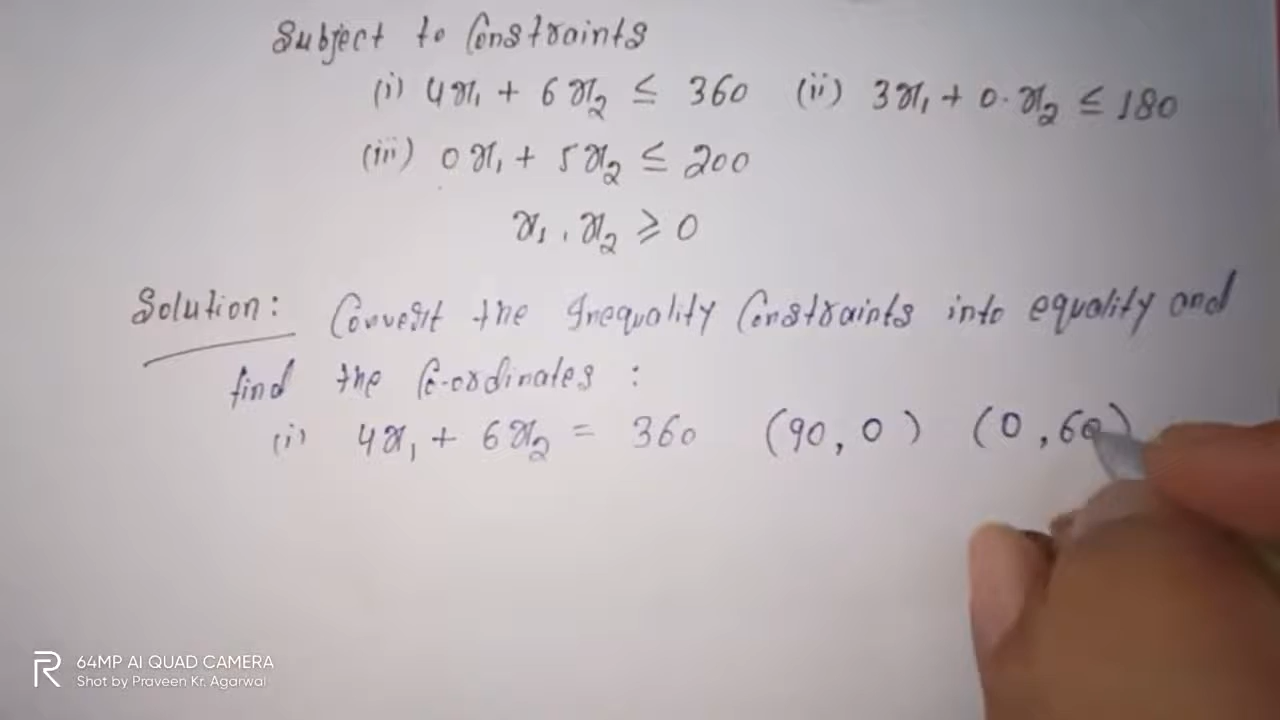 Subject to Constraints
(i) 4x₁ + 6x₂ ≤ 360 (ii) 3x₁ + 0.x₂ ≤ 180
(iii) 0x₁ + 5x₂ ≤ 200
x₁, x₂ ≥ 0
Solution: Convert the Inequality Constraints into equality and
find the Co-ordinates :
(i) 4x₁ + 6x₂ = 360 (90, 0) (0, 60)
64MP AI QUAD CAMERA
Shot by Praveen Kr. Agarwal